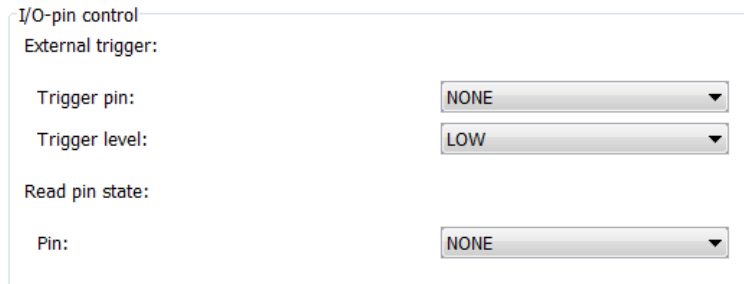 I/O-pin control
External trigger:
Trigger pin: NONE
Trigger level: LOW
Read pin state:
Pin: NONE